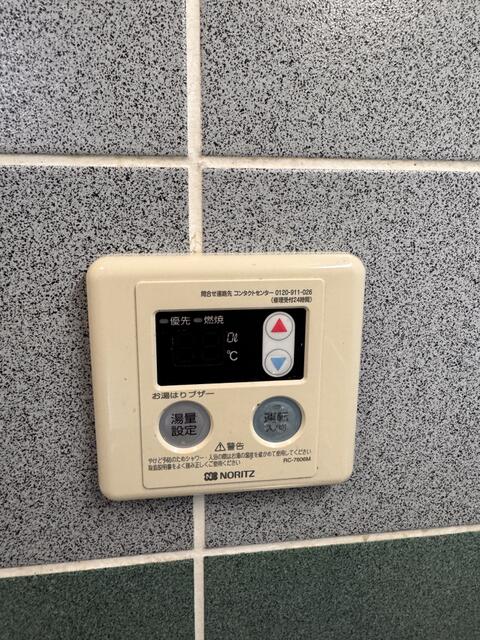 問合せ連絡先 コンタクトセンター 0120-911-026
(修理受付24時間)
優先 燃焼
0ℓ
℃
お湯はりブザー
湯量
設定
運転
入/切
⚠警告
やけど予防のためシャワー・入浴の際はお湯の温度を確かめて使用してください
取扱説明書をよく読み正しくご使用ください
RC-7606M
NORITZ